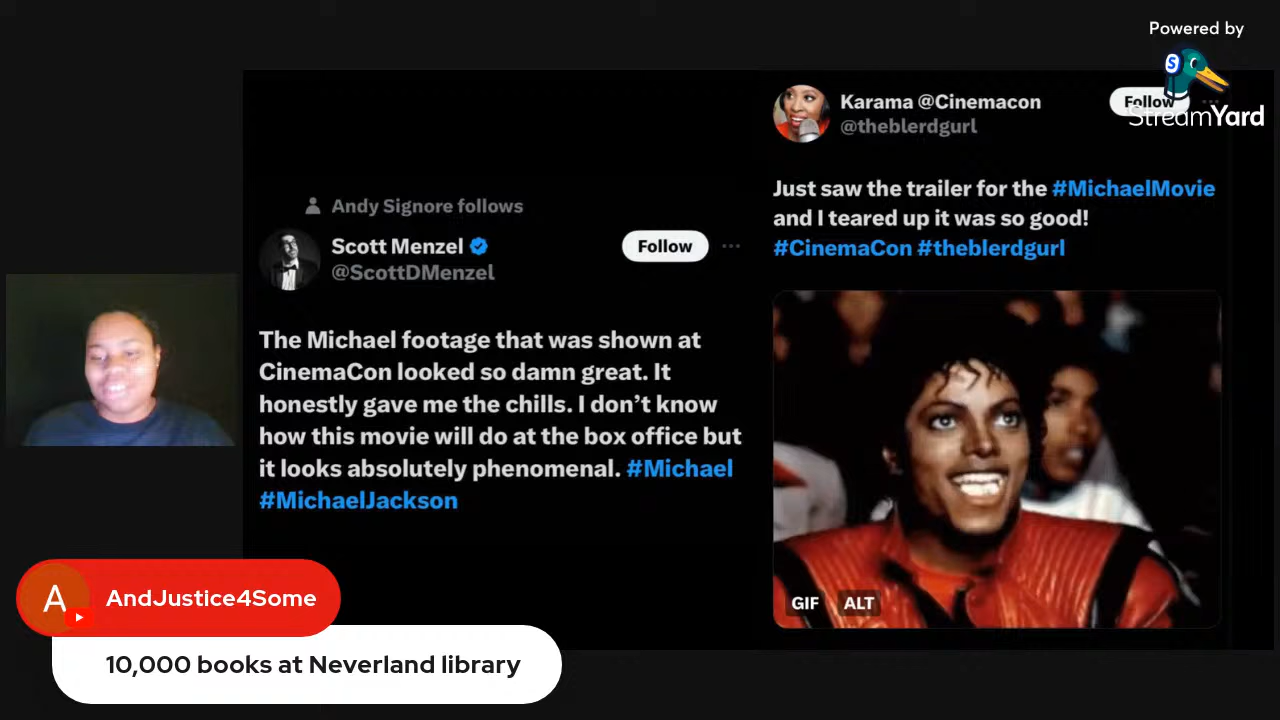 Powered by
StreamYard
Andy Signore follows
Scott Menzel
@ScottDMenzel
Follow
The Michael footage that was shown at
CinemaCon looked so damn great. It
honestly gave me the chills. I don’t know
how this movie will do at the box office but
it looks absolutely phenomenal. #Michael
#MichaelJackson
Karama @Cinemacon
@theblerdgurl
Follow
Just saw the trailer for the #MichaelMovie
and I teared up it was so good!
#CinemaCon #theblerdgurl
GIF ALT
A
AndJustice4Some
10,000 books at Neverland library
S